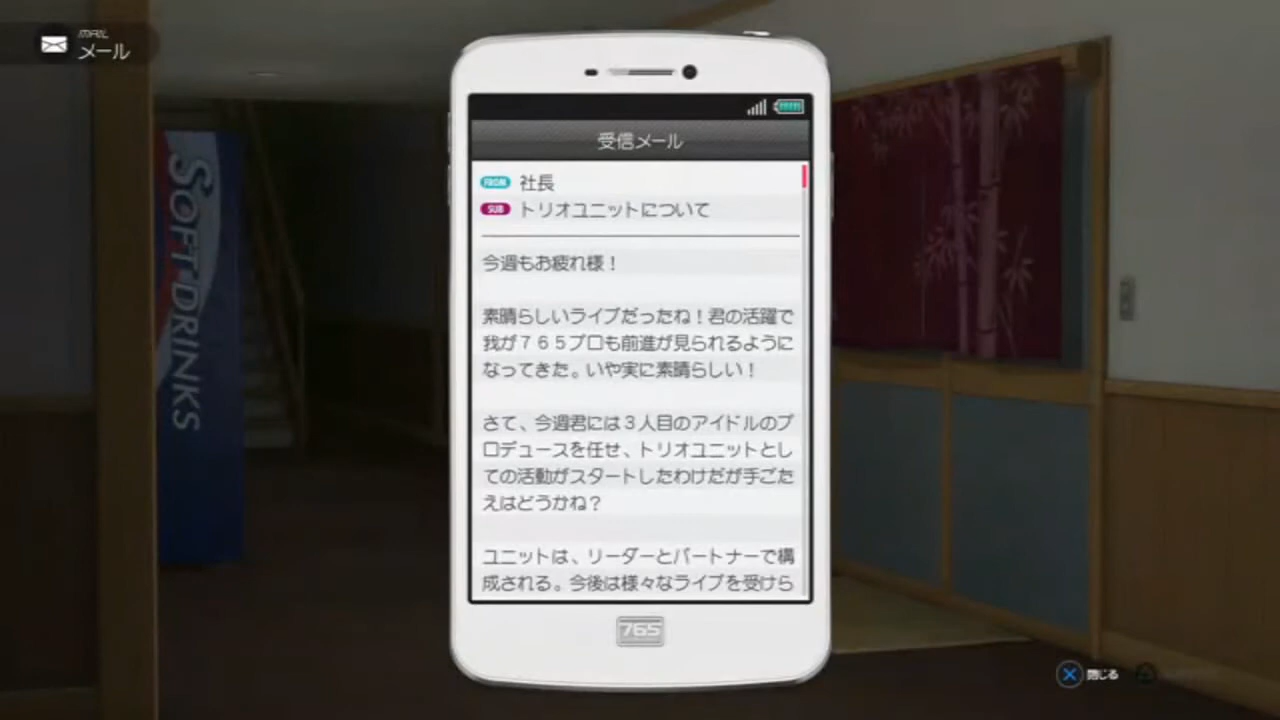 MAIL
メール
受信メール
FROM 社長
SUB トリオユニットについて
今週もお疲れ様！
素晴らしいライブだったね！君の活躍で
我が７６５プロも前進が見られるように
なってきた。いや実に素晴らしい！
さて、今週君には３人目のアイドルのプ
ロデュースを任せ、トリオユニットとし
ての活動がスタートしたわけだが手ごた
えはどうかね？
ユニットは、リーダーとパートナーで構
成される。今後は様々なライブを受けら
765
SOFT DRINKS
閉じる